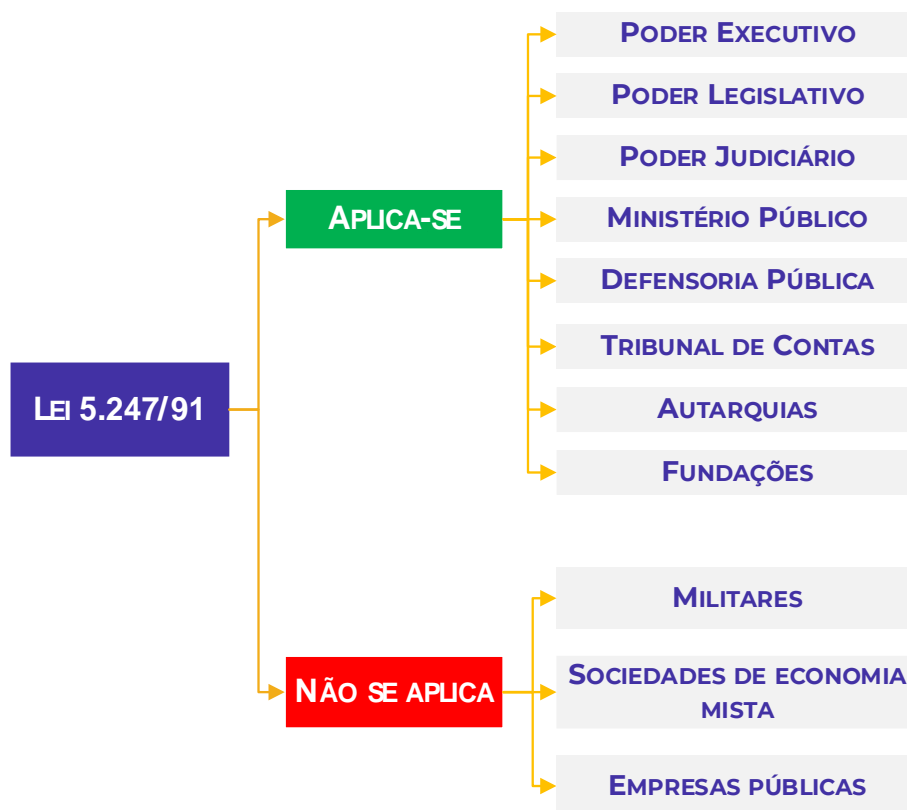 PODER EXECUTIVO
PODER LEGISLATIVO
PODER JUDICIÁRIO
APLICA-SE
MINISTÉRIO PÚBLICO
DEFENSORIA PÚBLICA
TRIBUNAL DE CONTAS
LEI 5.247/91
AUTARQUIAS
FUNDAÇÕES
MILITARES
NÃO SE APLICA
SOCIEDADES DE ECONOMIA
MISTA
EMPRESAS PÚBLICAS